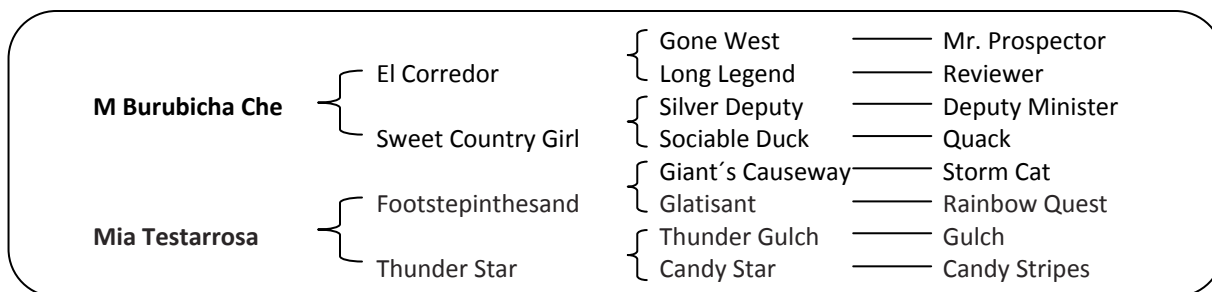 Gone West Mr. Prospector
El Corredor Long Legend Reviewer
M Burubicha Che Silver Deputy Deputy Minister
Sweet Country Girl Sociable Duck Quack
Giant´s Causeway Storm Cat
Footstepinthesand Glatisant Rainbow Quest
Mia Testarrosa Thunder Gulch Gulch
Thunder Star Candy Star Candy Stripes